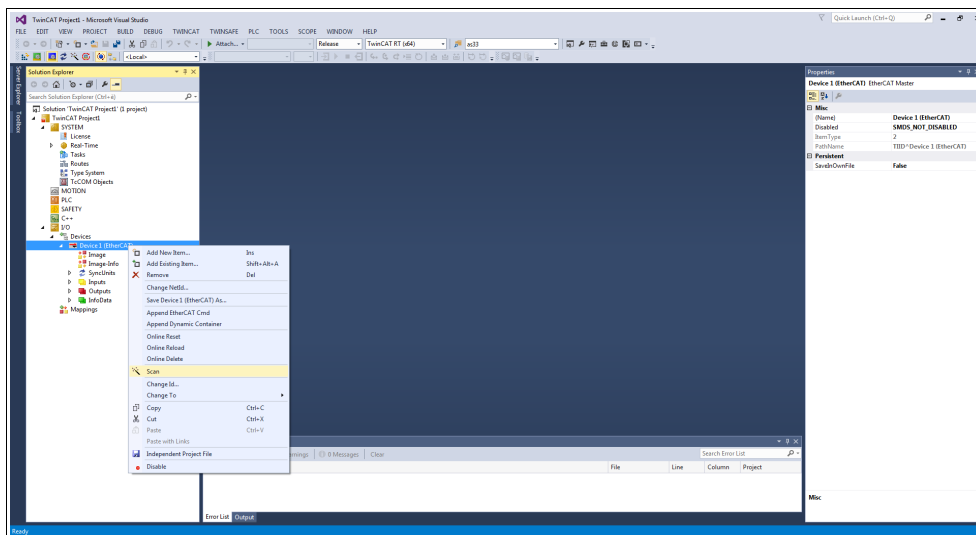 TwinCAT Project1 - Microsoft Visual Studio
Quick Launch (Ctrl+Q)
FILE EDIT VIEW PROJECT BUILD DEBUG TWINCAT TWINSAFE PLC TOOLS SCOPE WINDOW HELP
Attach... Release TwinCAT RT (x64) as33
<Local>
Server Explorer
Toolbox
Solution Explorer
Search Solution Explorer (Ctrl+é)
Solution 'TwinCAT Project1' (1 project)
TwinCAT Project1
SYSTEM
License
Real-Time
Tasks
Routes
Type System
TcCOM Objects
MOTION
PLC
SAFETY
C++
I/O
Devices
Device 1 (EtherCAT)
Image
Image-Info
SyncUnits
Inputs
Outputs
InfoData
Mappings
Add New Item... Ins
Add Existing Item... Shift+Alt+A
Remove Del
Change NetId...
Save Device 1 (EtherCAT) As...
Append EtherCAT Cmd
Append Dynamic Container
Online Reset
Online Reload
Online Delete
Scan
Change Id...
Change To
Copy Ctrl+C
Cut Ctrl+X
Paste Ctrl+V
Paste with Links
Independent Project File
Disable
0 Messages Clear
Search Error List
File Line Column Project
Error List Output
Properties
Device 1 (EtherCAT) EtherCAT Master
Misc
(Name) Device 1 (EtherCAT)
Disabled SMDS_NOT_DISABLED
ItemType 2
PathName TIID^Device 1 (EtherCAT)
Persistent
SaveInOwnFile False
Misc
Ready